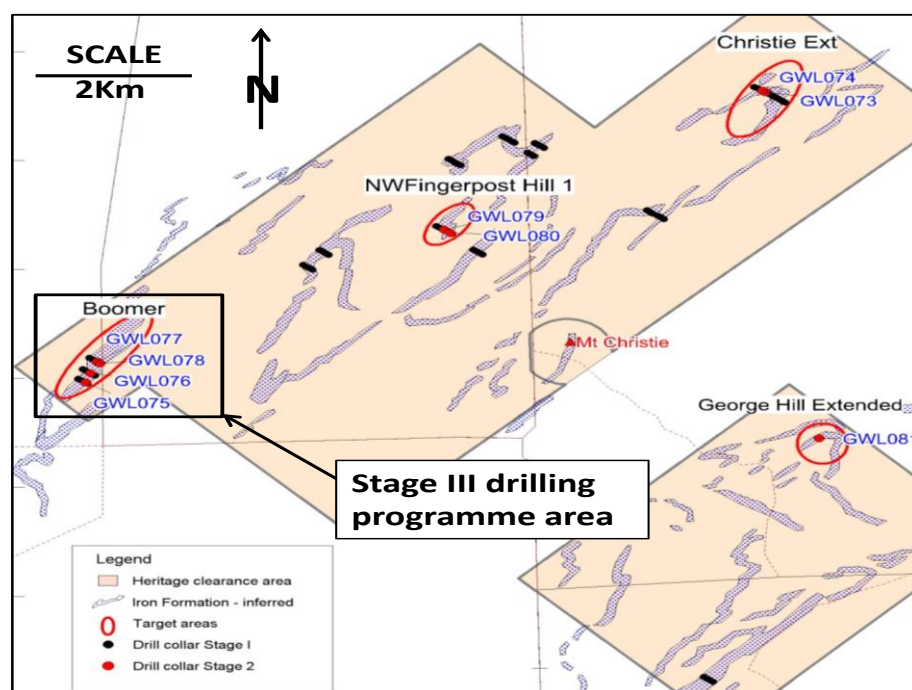 SCALE
2Km
N
Christie Ext
GWL074
GWL073
NWFingerpost Hill 1
GWL079
GWL080
Boomer
GWL077
GWL078
GWL076
GWL075
Mt Christie
George Hill Extended
GWL081
Stage III drilling
programme area
Legend
Heritage clearance area
Iron Formation - inferred
Target areas
Drill collar Stage I
Drill collar Stage 2